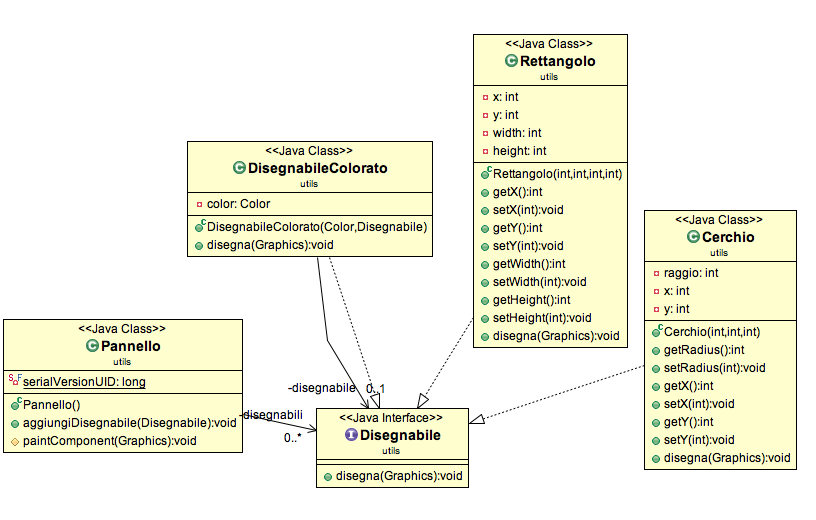 <<Java Class>>
Rettangolo
utils
x: int
y: int
width: int
height: int
Rettangolo(int,int,int,int)
getX():int
setX(int):void
getY():int
setY(int):void
getWidth():int
setWidth(int):void
getHeight():int
setHeight(int):void
disegna(Graphics):void
<<Java Class>>
DisegnabileColorato
utils
color: Color
DisegnabileColorato(Color,Disegnabile)
disegna(Graphics):void
<<Java Class>>
Cerchio
utils
raggio: int
x: int
y: int
Cerchio(int,int,int)
getRadius():int
setRadius(int):void
getX():int
setX(int):void
getY():int
setY(int):void
disegna(Graphics):void
<<Java Class>>
Pannello
utils
serialVersionUID: long
Pannello()
aggiungiDisegnabile(Disegnabile):void
paintComponent(Graphics):void
-disegnabile 0..1
-disegnabili
0..*
<<Java Interface>>
Disegnabile
utils
disegna(Graphics):void